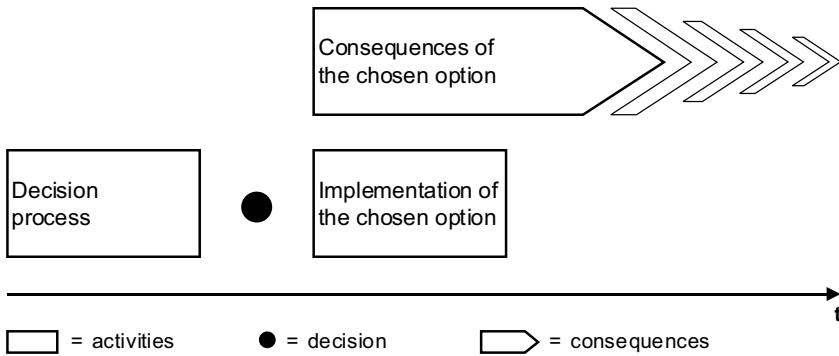 Consequences of
the chosen option
Decision
process
Implementation of
the chosen option
t
= activities
= decision
= consequences